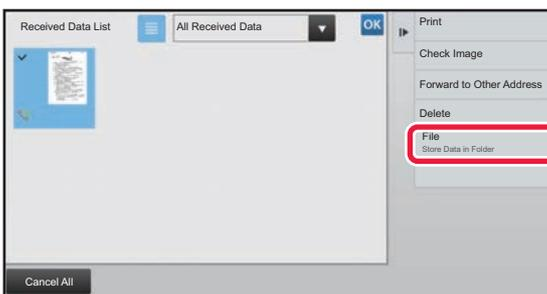 Received Data List
All Received Data
OK
Print
Check Image
Forward to Other Address
Delete
File
Store Data in Folder
Cancel All